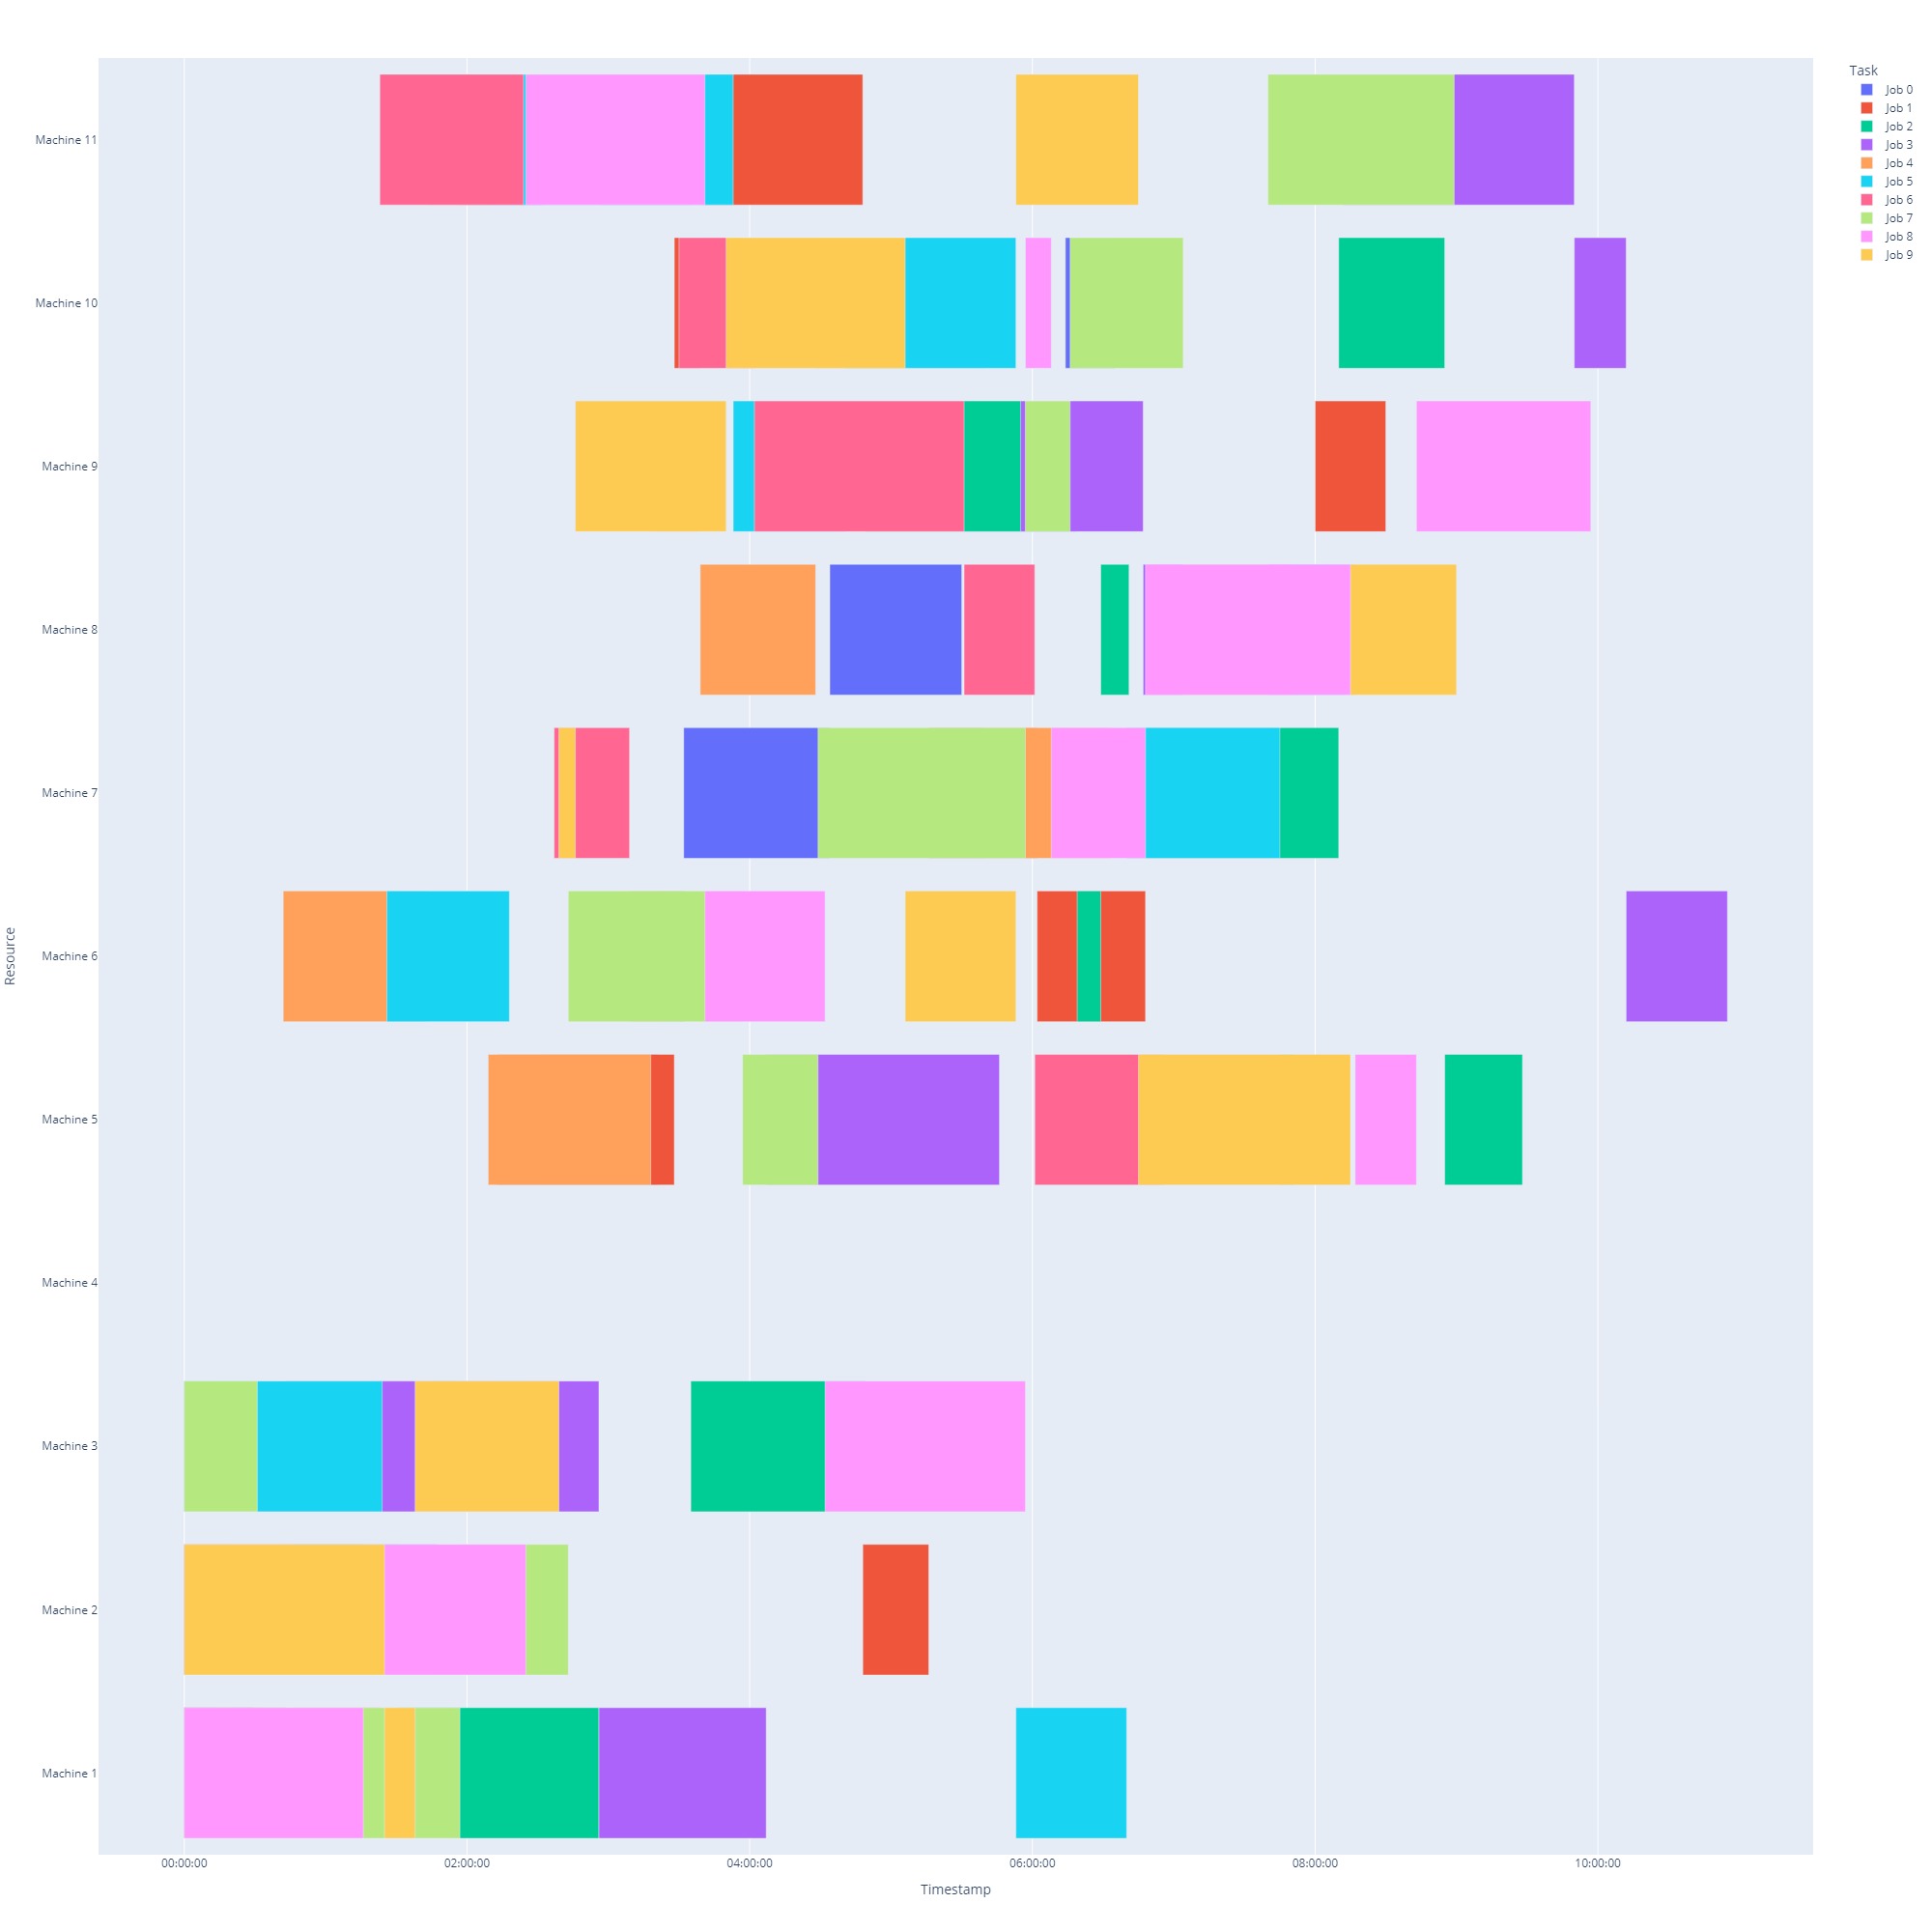 Task
Job 0
Job 1
Job 2
Job 3
Job 4
Job 5
Job 6
Job 7
Job 8
Job 9
Machine 11
Machine 10
Machine 9
Machine 8
Machine 7
Machine 6
Resource
Machine 5
Machine 4
Machine 3
Machine 2
Machine 1
00:00:00 02:00:00 04:00:00 06:00:00 08:00:00 10:00:00
Timestamp